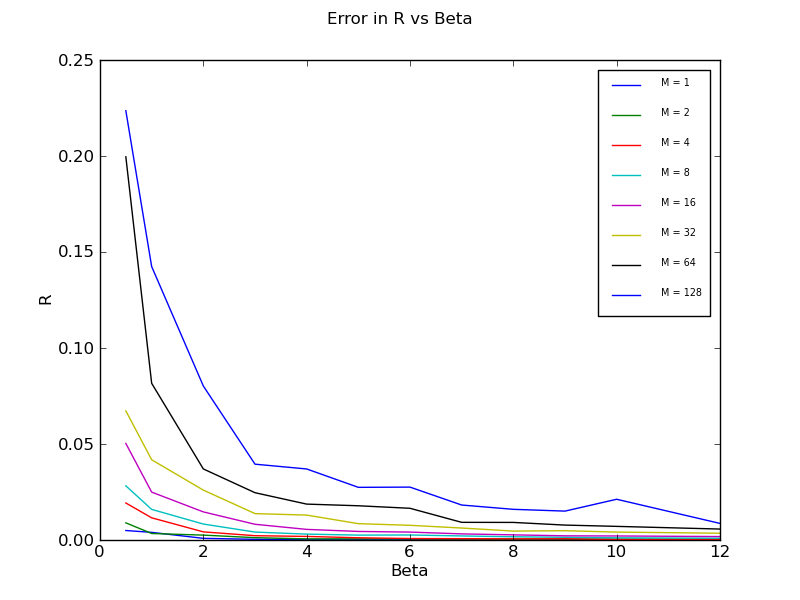 Error in R vs Beta
0.25
0.20
0.15
0.10
0.05
0.00
R
M = 1
M = 2
M = 4
M = 8
M = 16
M = 32
M = 64
M = 128
0 2 4 6 8 10 12
Beta